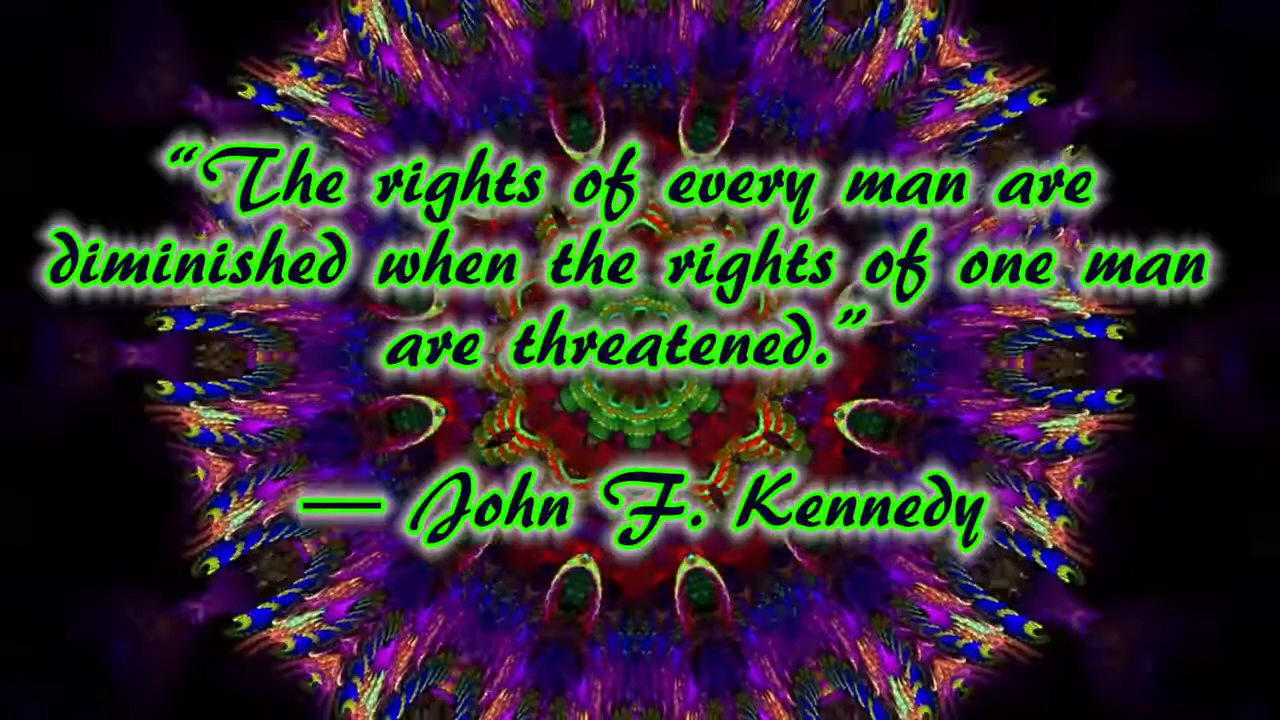 “The rights of every man are
diminished when the rights of one man
are threatened.”
— John F. Kennedy